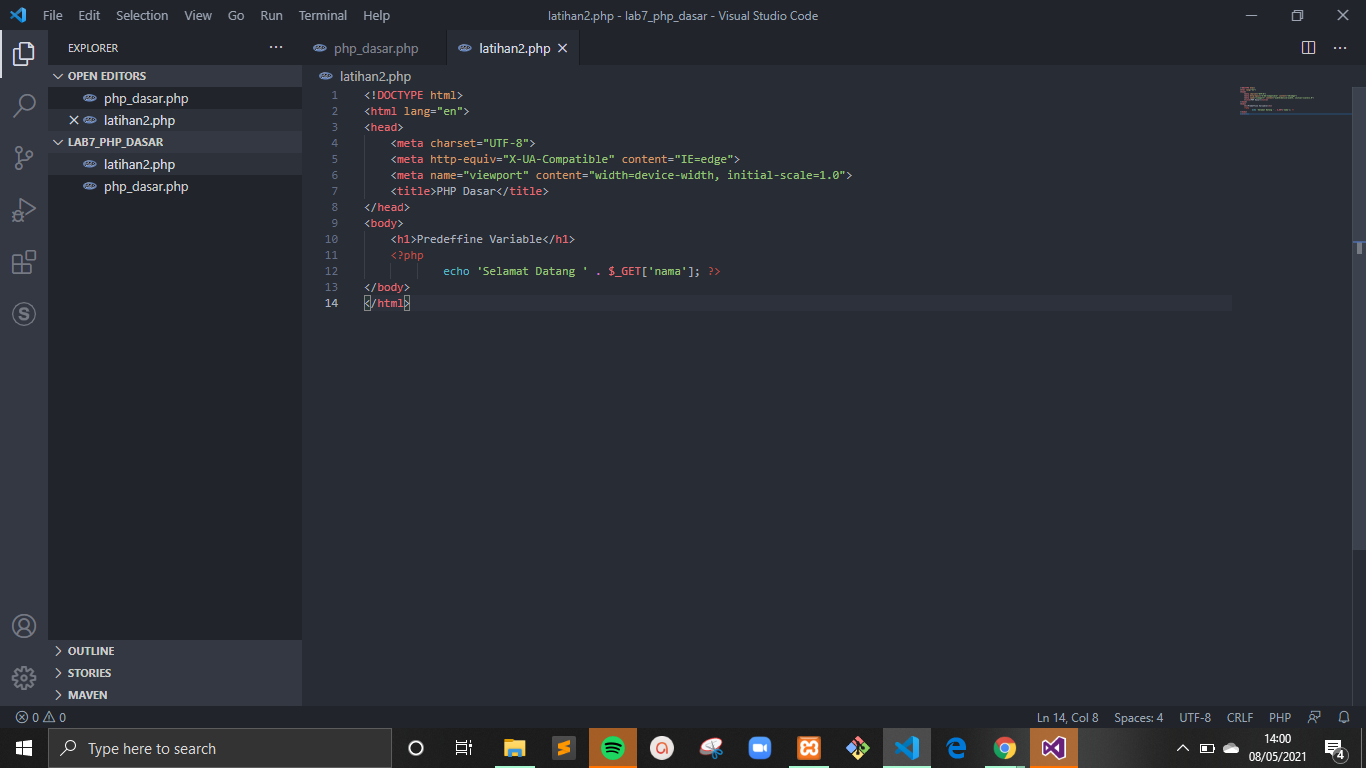 File Edit Selection View Go Run Terminal Help latihan2.php - lab7_php_dasar - Visual Studio Code
EXPLORER
OPEN EDITORS
php_dasar.php
latihan2.php
LAB7_PHP_DASAR
latihan2.php
php_dasar.php
OUTLINE
STORIES
MAVEN
php_dasar.php latihan2.php
latihan2.php
1 <!DOCTYPE html>
2 <html lang="en">
3 <head>
4 <meta charset="UTF-8">
5 <meta http-equiv="X-UA-Compatible" content="IE=edge">
6 <meta name="viewport" content="width=device-width, initial-scale=1.0">
7 <title>PHP Dasar</title>
8 </head>
9 <body>
10 <h1>Predeffine Variable</h1>
11 <?php
12 echo 'Selamat Datang ' . $_GET['nama']; ?>
13 </body>
14 </html>
0 0 Ln 14, Col 8 Spaces: 4 UTF-8 CRLF PHP
Type here to search
14:00
08/05/2021
4